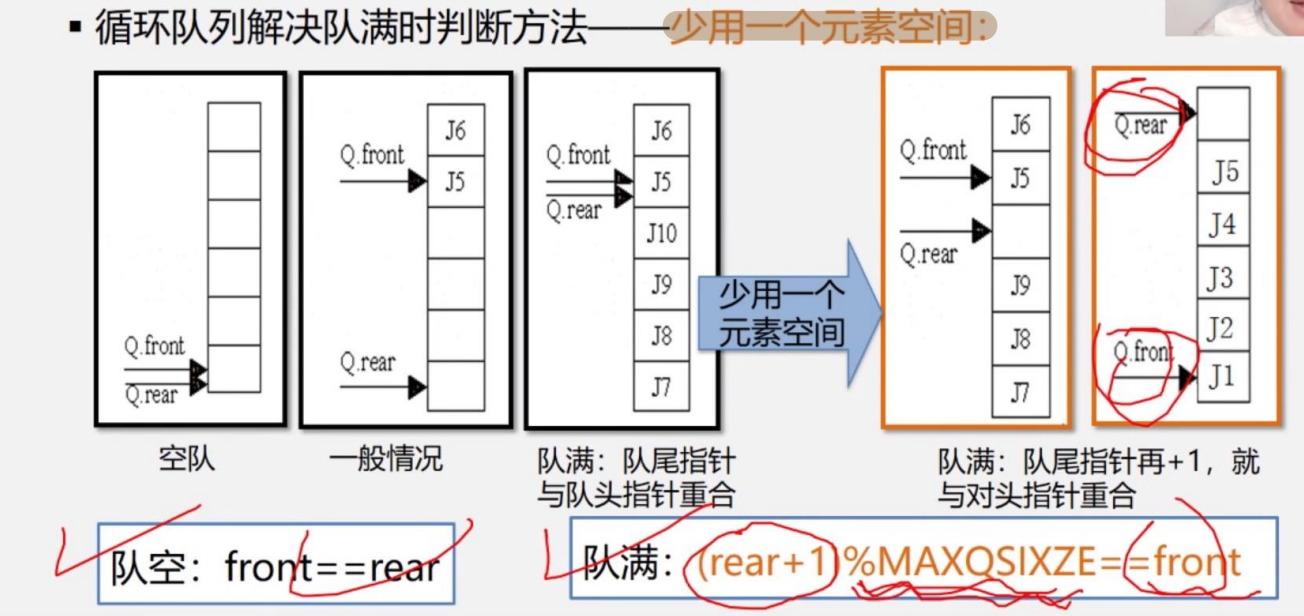 ▪ 循环队列解决队满时判断方法——少用一个元素空间：
Q.front
Q.rear
空队
J6
Q.front
J5
Q.rear
一般情况
J6
Q.front
J5
Q.rear
J10
J9
J8
J7
队满：队尾指针
与队头指针重合
少用一个
元素空间
J6
Q.front
J5
Q.rear
J9
J8
J7
Q.rear
J5
J4
J3
J2
Q.front
J1
队满：队尾指针再+1，就
与对头指针重合
队空：front==rear
队满：(rear+1)%MAXQSIXZE==front